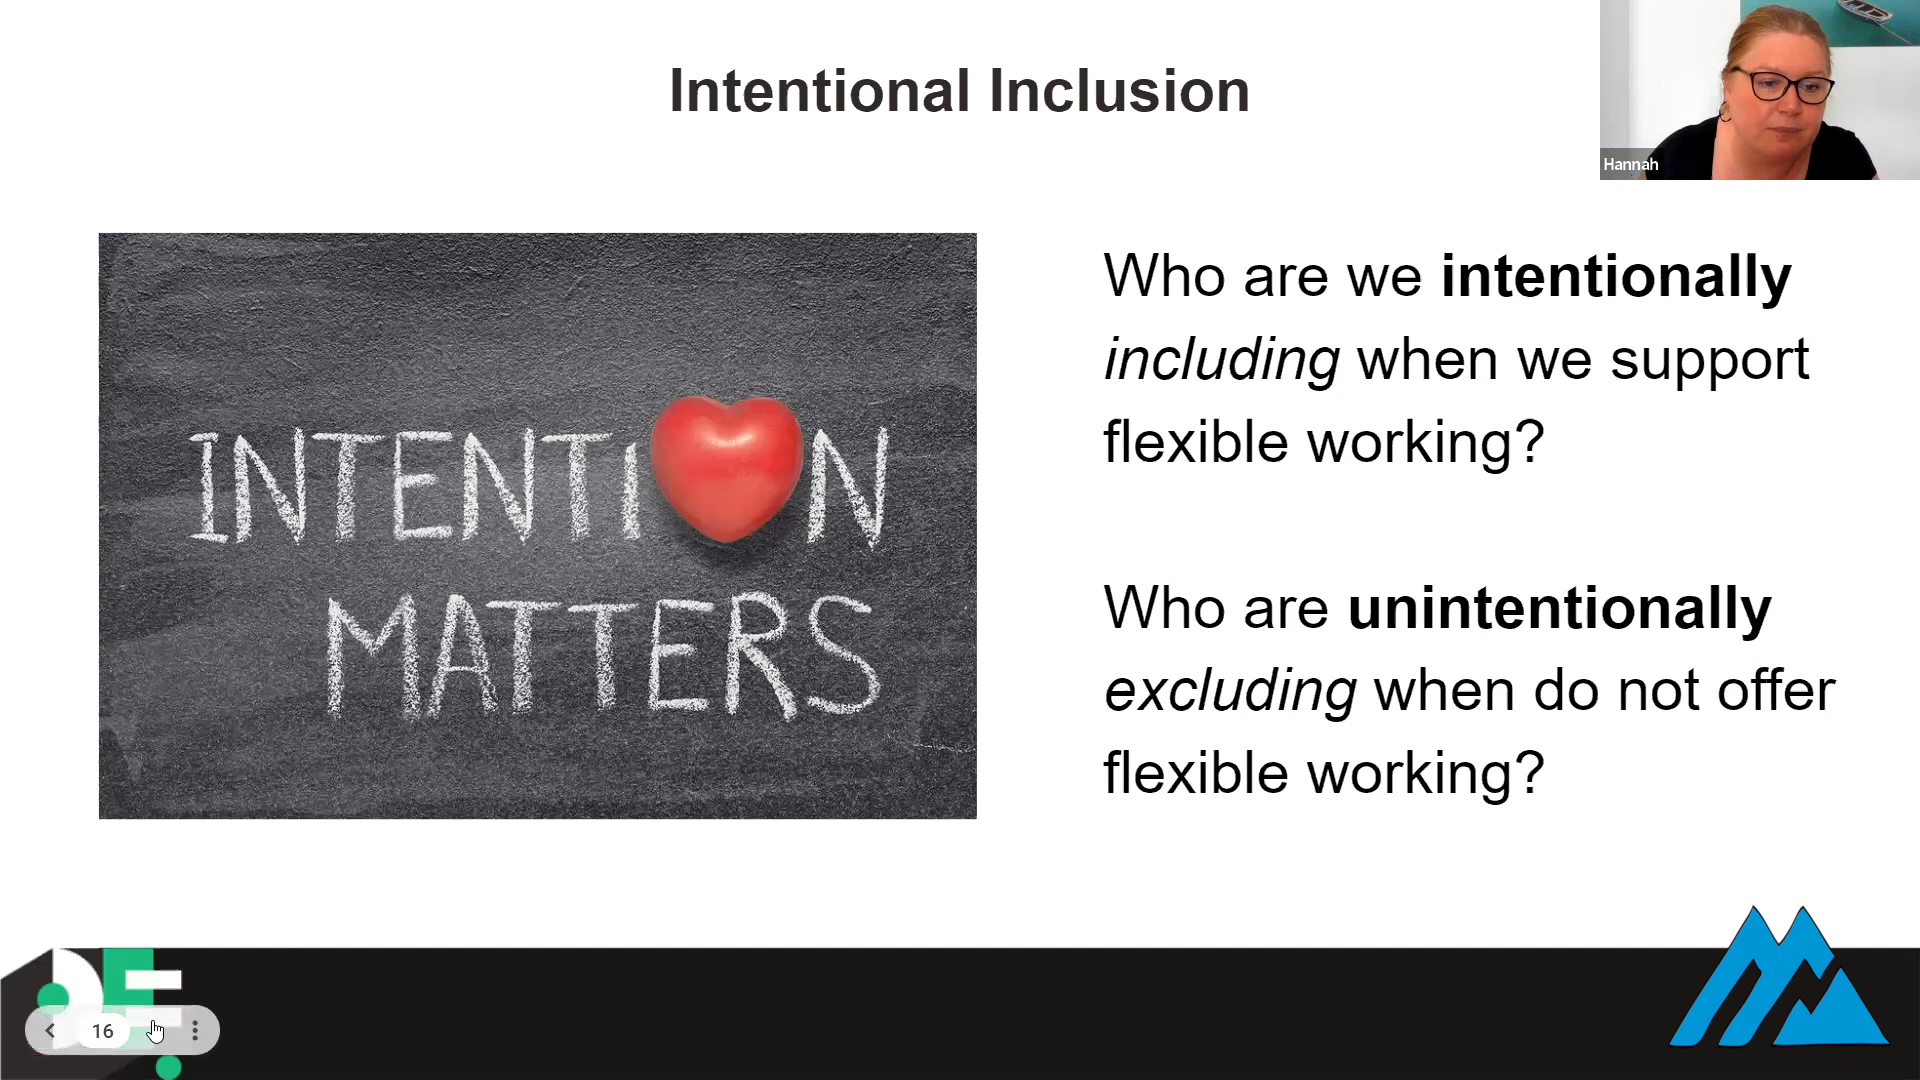 Intentional Inclusion
Hannah
INTENTI N
MATTERS
Who are we intentionally
including when we support
flexible working?
Who are unintentionally
excluding when do not offer
flexible working?
16